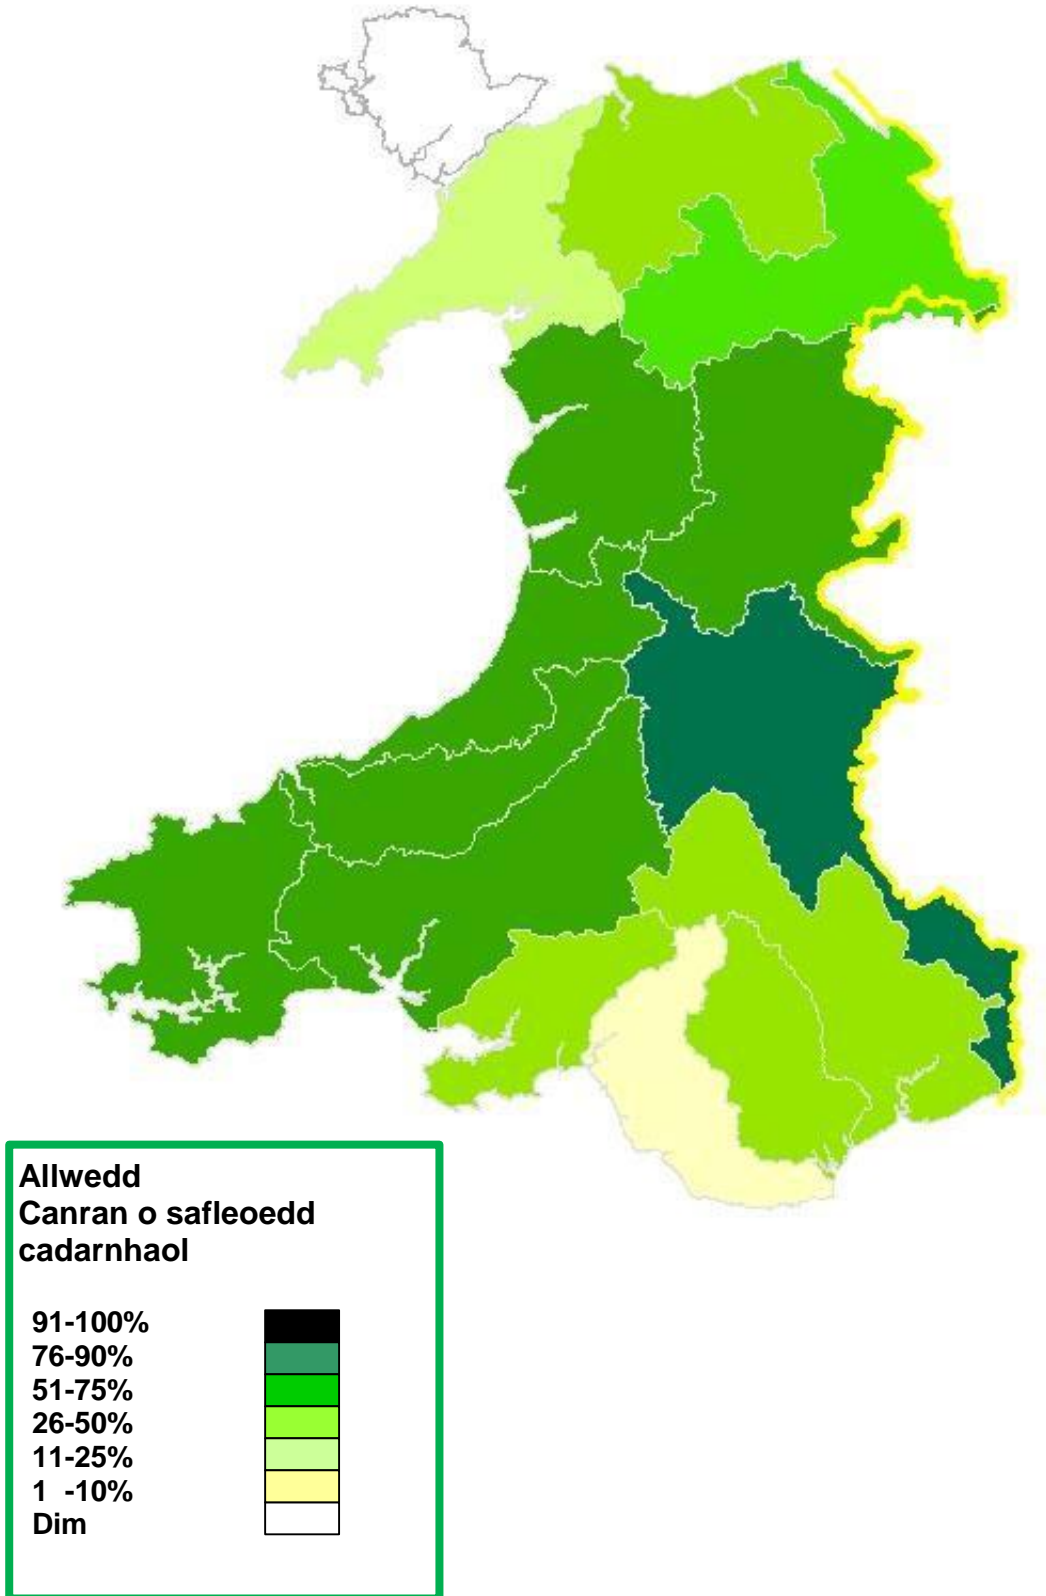 Allwedd
Canran o safleoedd
cadarnhaol
91-100%
76-90%
51-75%
26-50%
11-25%
1 -10%
Dim